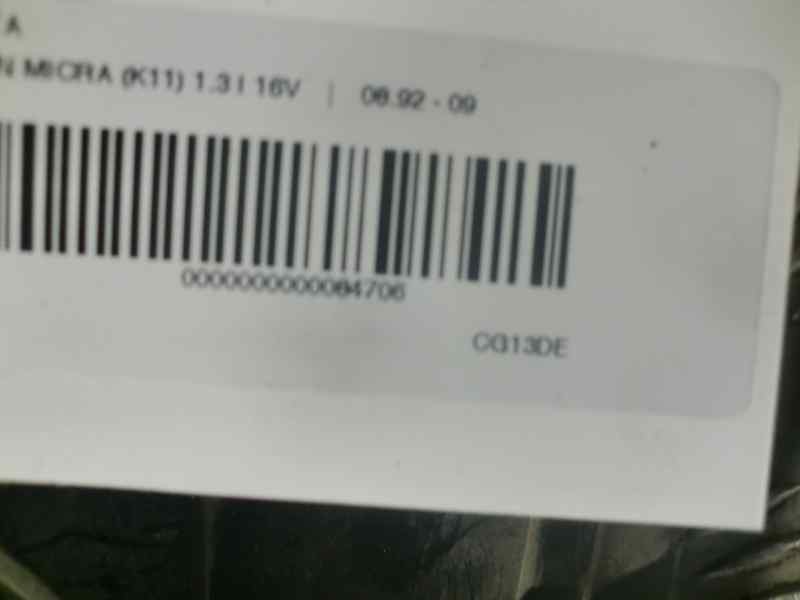 A
N MICRA (K11) 1.3 I 16V | 08.92 - 09
0000000000084706
CG13DE